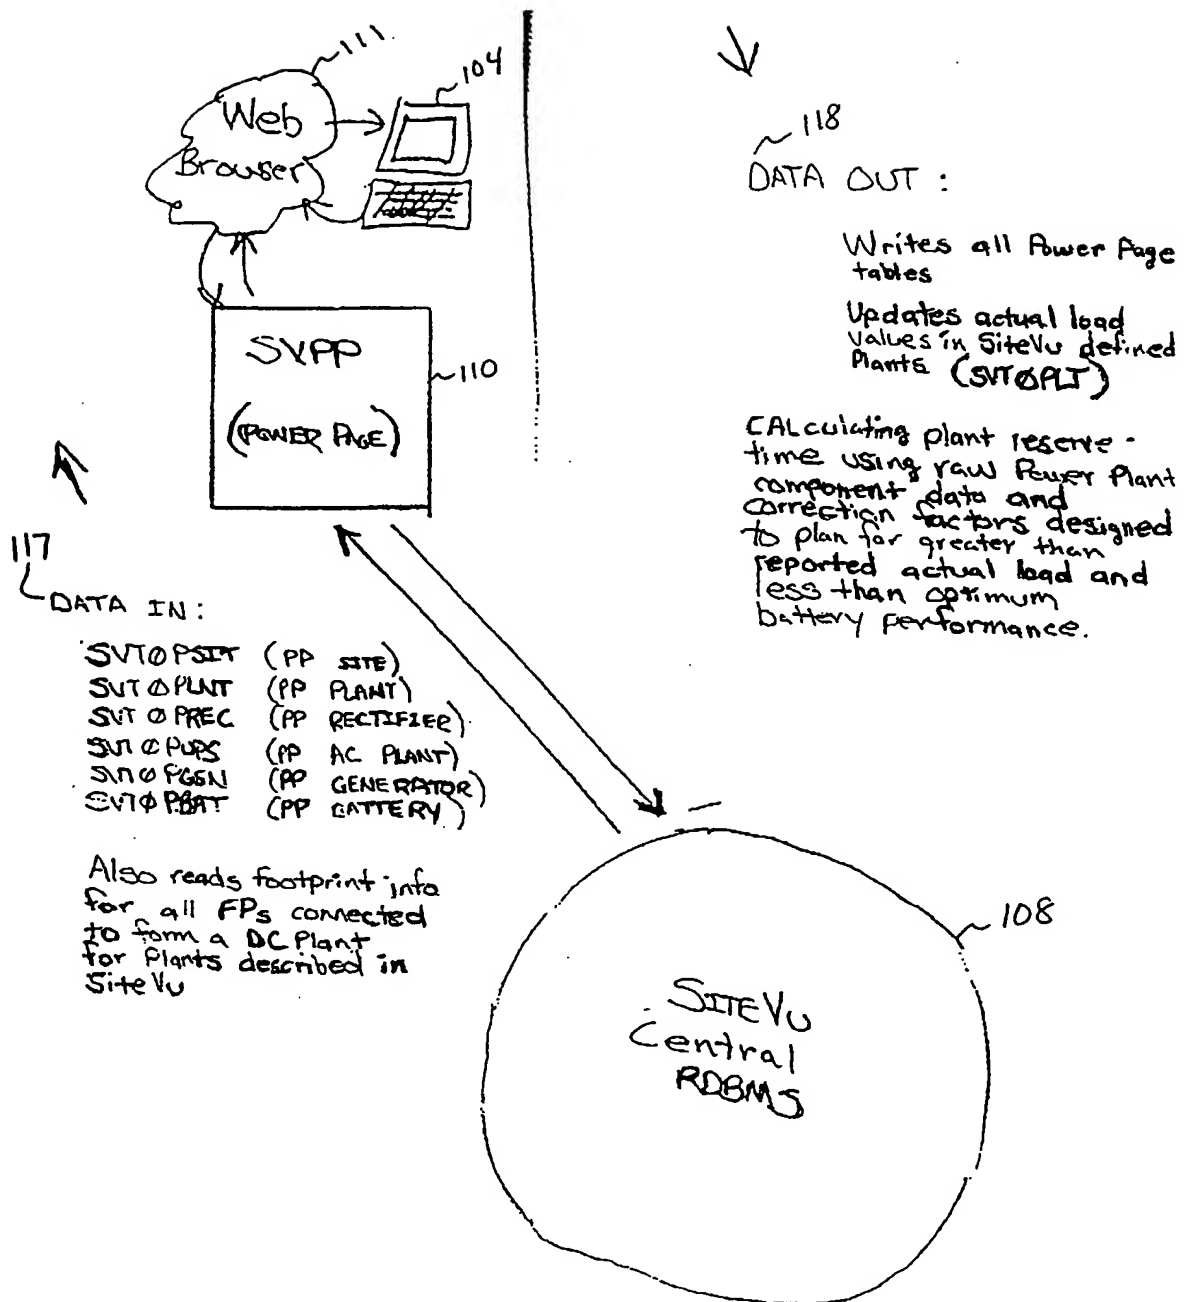 111
104
Web
Browser
SVPP
(POWER PAGE)
110
117
DATA IN:
SVTØPSIT (PP SITE)
SVTØPLNT (PP PLANT)
SVTØPREC (PP RECTIFIER)
SVTØPUPS (PP AC PLANT)
SVTØPGEN (PP GENERATOR)
SVTØPBAT (PP BATTERY)
Also reads footprint info
for all FPs connected
to form a DC Plant
for Plants described in
SiteVu
118
DATA OUT:
Writes all Power Page
tables
Updates actual load
values in SiteVu defined
Plants (SVTØPLT)
CALculating plant reserve-
time using raw Power Plant
component data and
correction factors designed
to plan for greater than
reported actual load and
less than optimum
battery performance.
108
SITEVU
Central
RDBMS